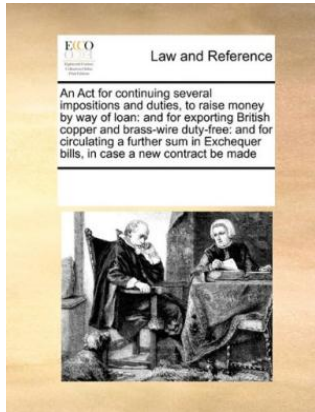 ECCO
Law and Reference
An Act for continuing several
impositions and duties, to raise money
by way of loan: and for exporting British
copper and brass-wire duty-free: and for
circulating a further sum in Exchequer
bills, in case a new contract be made